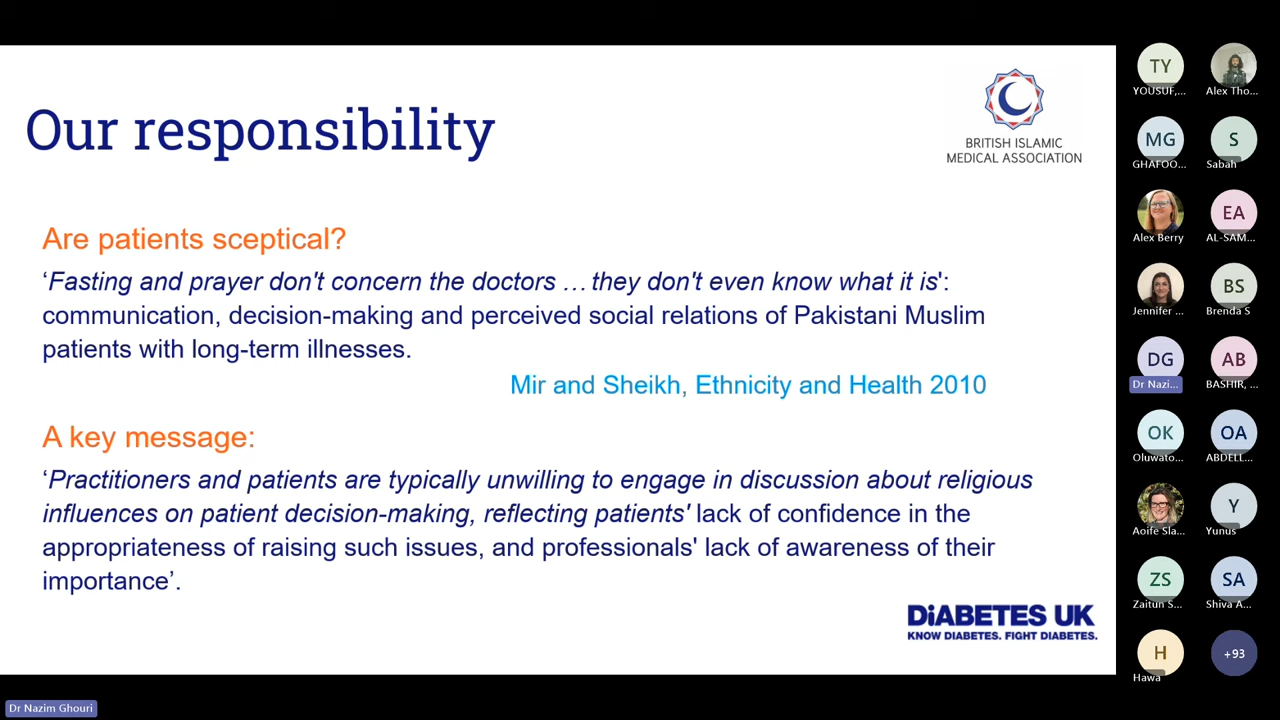 Our responsibility
BRITISH ISLAMIC
MEDICAL ASSOCIATION
Are patients sceptical?
‘Fasting and prayer don't concern the doctors …they don't even know what it is':
communication, decision-making and perceived social relations of Pakistani Muslim
patients with long-term illnesses.
Mir and Sheikh, Ethnicity and Health 2010
A key message:
‘Practitioners and patients are typically unwilling to engage in discussion about religious
influences on patient decision-making, reflecting patients' lack of confidence in the
appropriateness of raising such issues, and professionals' lack of awareness of their
importance’.
DiABETES UK
KNOW DIABETES. FIGHT DIABETES.
TY
YOUSUF,...
Alex Tho...
MG
GHAFOO...
S
Sabah
Alex Berry
EA
AL-SAM...
Jennifer ...
BS
Brenda S
DG
Dr Nazi...
AB
BASHIR, ...
OK
Oluwato...
OA
ABDELL...
Aoife Sla...
Y
Yunus
ZS
Zaitun S...
SA
Shiva A...
H
Hawa
+93
Dr Nazim Ghouri